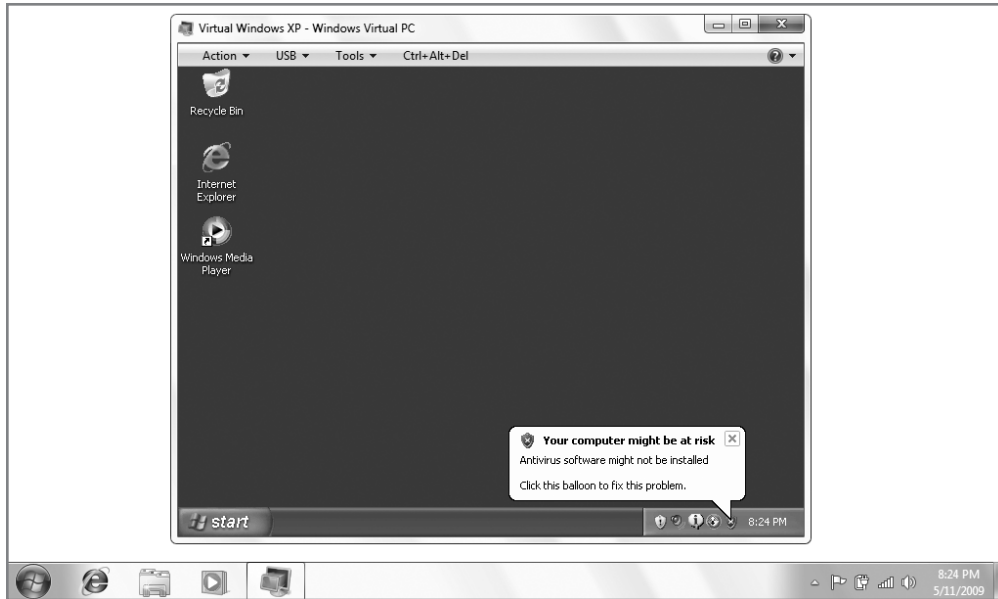 Virtual Windows XP - Windows Virtual PC
Action USB Tools Ctrl+Alt+Del
Recycle Bin
Internet
Explorer
Windows Media
Player
Your computer might be at risk
Antivirus software might not be installed
Click this balloon to fix this problem.
start 8:24 PM
8:24 PM
5/11/2009